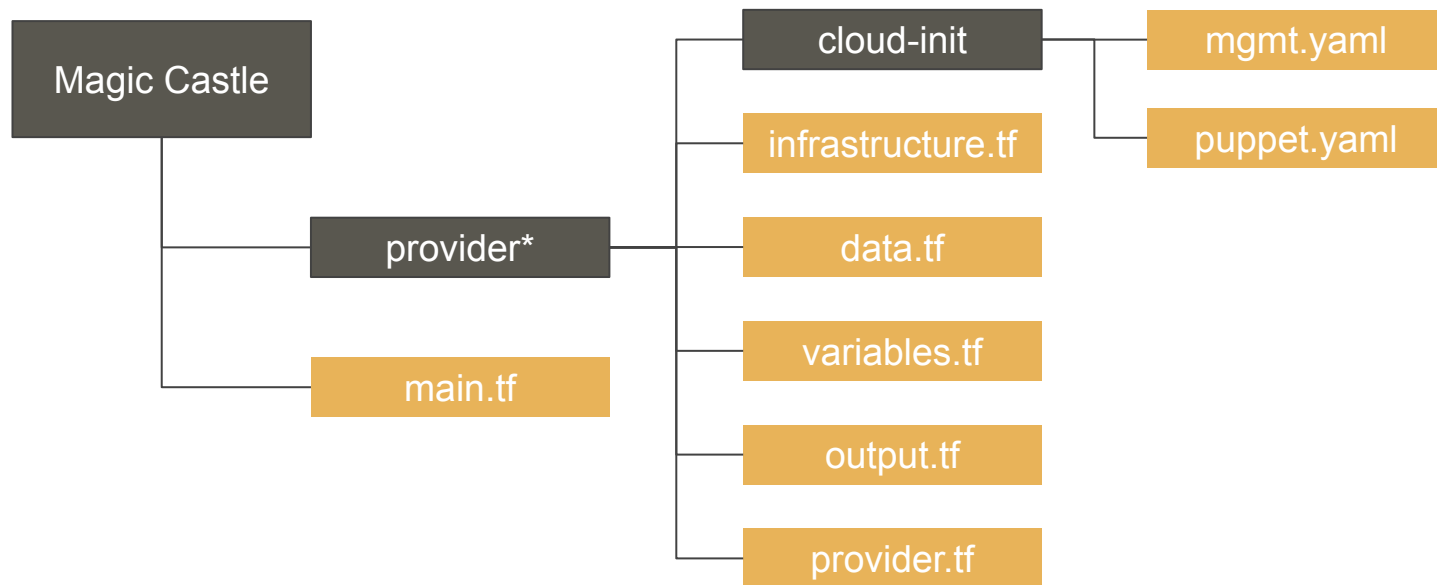 Magic Castle
provider*
main.tf
cloud-init
infrastructure.tf
data.tf
variables.tf
output.tf
provider.tf
mgmt.yaml
puppet.yaml